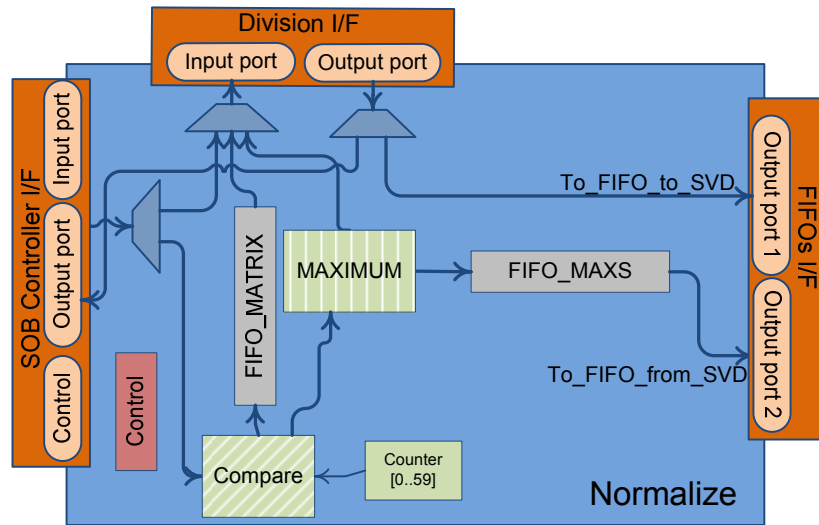 Division I/F
Input port
Output port
SOB Controller I/F
Input port
Output port
Control
Control
FIFO_MATRIX
MAXIMUM
FIFO_MAXS
To_FIFO_to_SVD
To_FIFO_from_SVD
FIFOs I/F
Output port 1
Output port 2
Compare
Counter
[0..59]
Normalize